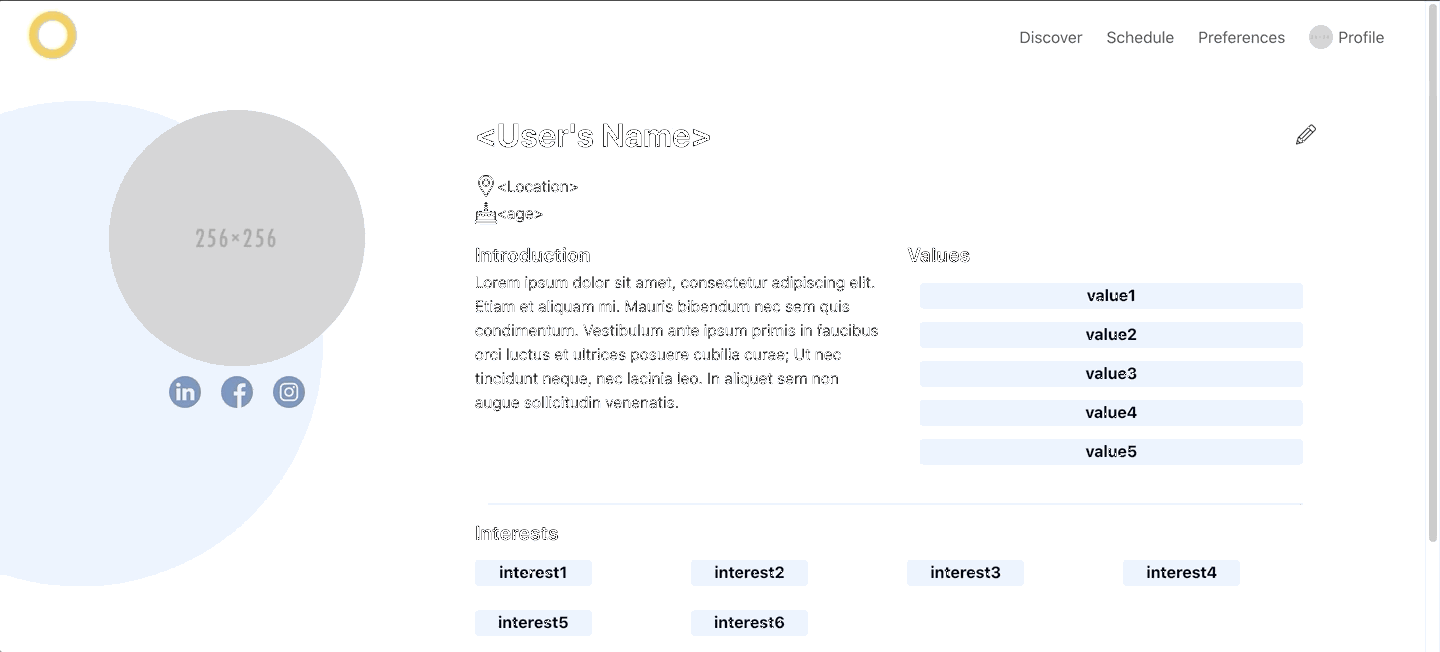 Discover Schedule Preferences Profile
256×256
<User's Name>
<Location>
<age>
Introduction
Lorem ipsum dolor sit amet, consectetur adipiscing elit.
Etiam et aliquam mi. Mauris bibendum nec sem quis
condimentum. Vestibulum ante ipsum primis in faucibus
orci luctus et ultrices posuere cubilia curae; Ut nec
tincidunt neque, nec lacinia leo. In aliquet sem non
augue sollicitudin venenatis.
Values
value1
value2
value3
value4
value5
Interests
interest1 interest2 interest3 interest4
interest5 interest6